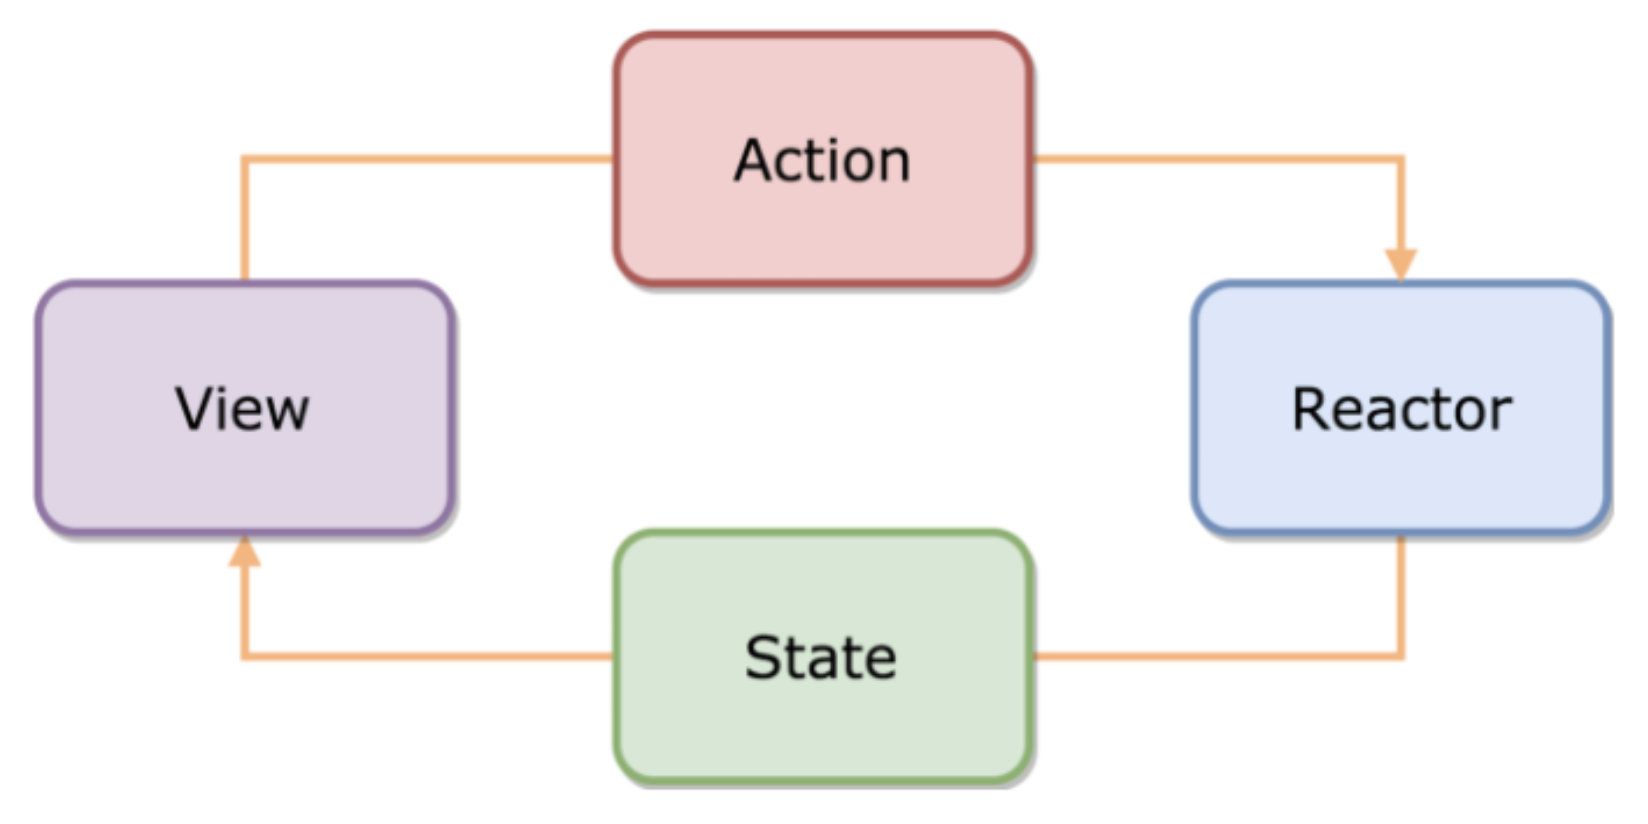 Action
View
Reactor
State